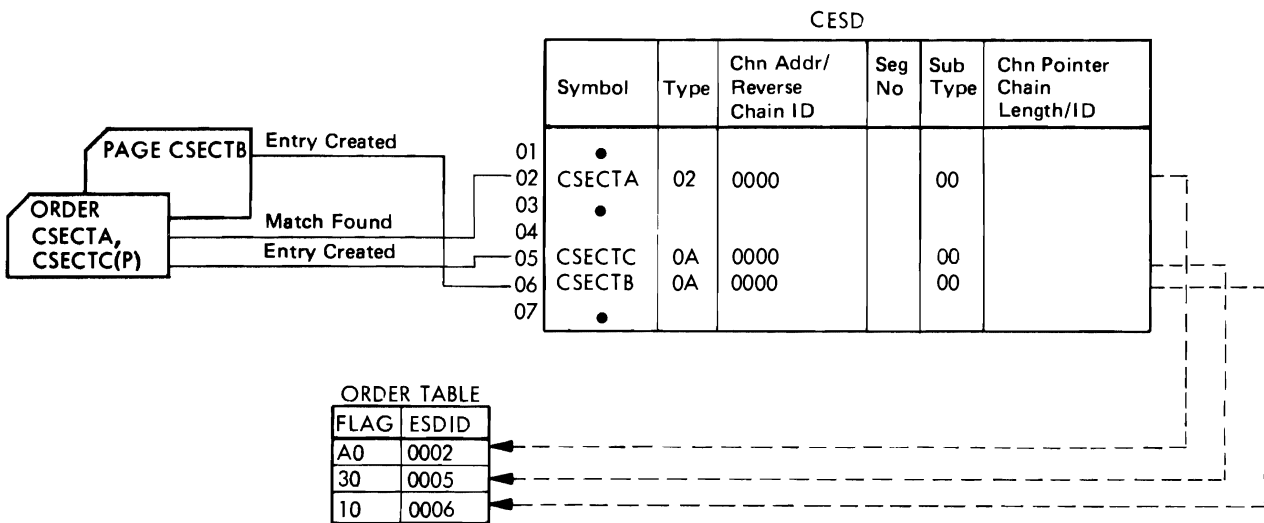 CESD
Symbol Type Chn Addr/ Reverse Chain ID Seg No Sub Type Chn Pointer Chain Length/ID
PAGE CSECTB Entry Created
01 •
02 CSECTA 02 0000 00
ORDER
CSECTA,
CSECTC(P)
Match Found
Entry Created
03 •
04
05 CSECTC 0A 0000 00
06 CSECTB 0A 0000 00
07 •
ORDER TABLE
FLAG ESDID
A0 0002
30 0005
10 0006